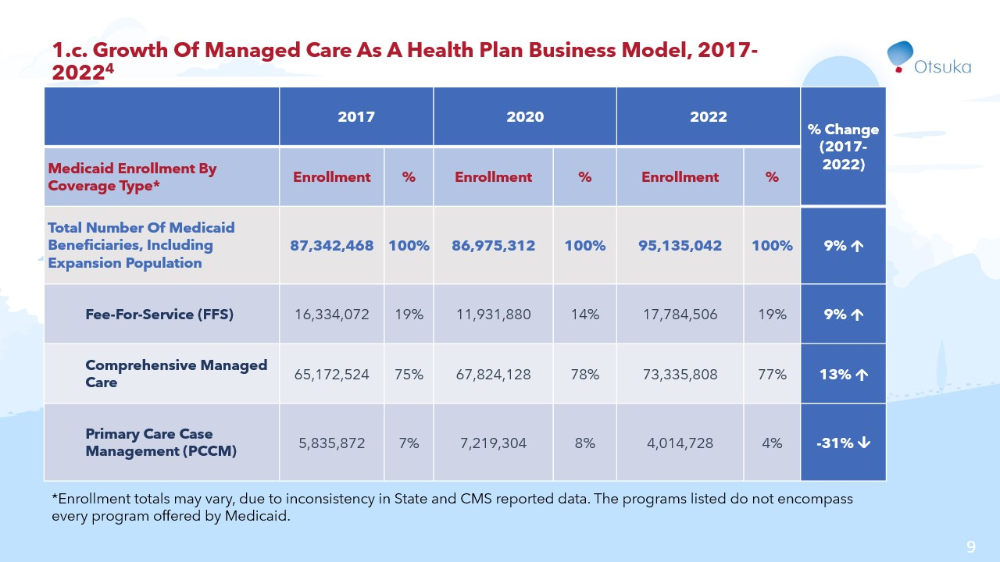 1.c. Growth Of Managed Care As A Health Plan Business Model, 2017-
2022⁴
Otsuka
2017 2020 2022 % Change
(2017-
2022)
Medicaid Enrollment By
Coverage Type* Enrollment % Enrollment % Enrollment %
Total Number Of Medicaid
Beneficiaries, Including
Expansion Population 87,342,468 100% 86,975,312 100% 95,135,042 100% 9% ↑
Fee-For-Service (FFS) 16,334,072 19% 11,931,880 14% 17,784,506 19% 9% ↑
Comprehensive Managed
Care 65,172,524 75% 67,824,128 78% 73,335,808 77% 13% ↑
Primary Care Case
Management (PCCM) 5,835,872 7% 7,219,304 8% 4,014,728 4% -31% ↓
*Enrollment totals may vary, due to inconsistency in State and CMS reported data. The programs listed do not encompass
every program offered by Medicaid.
9